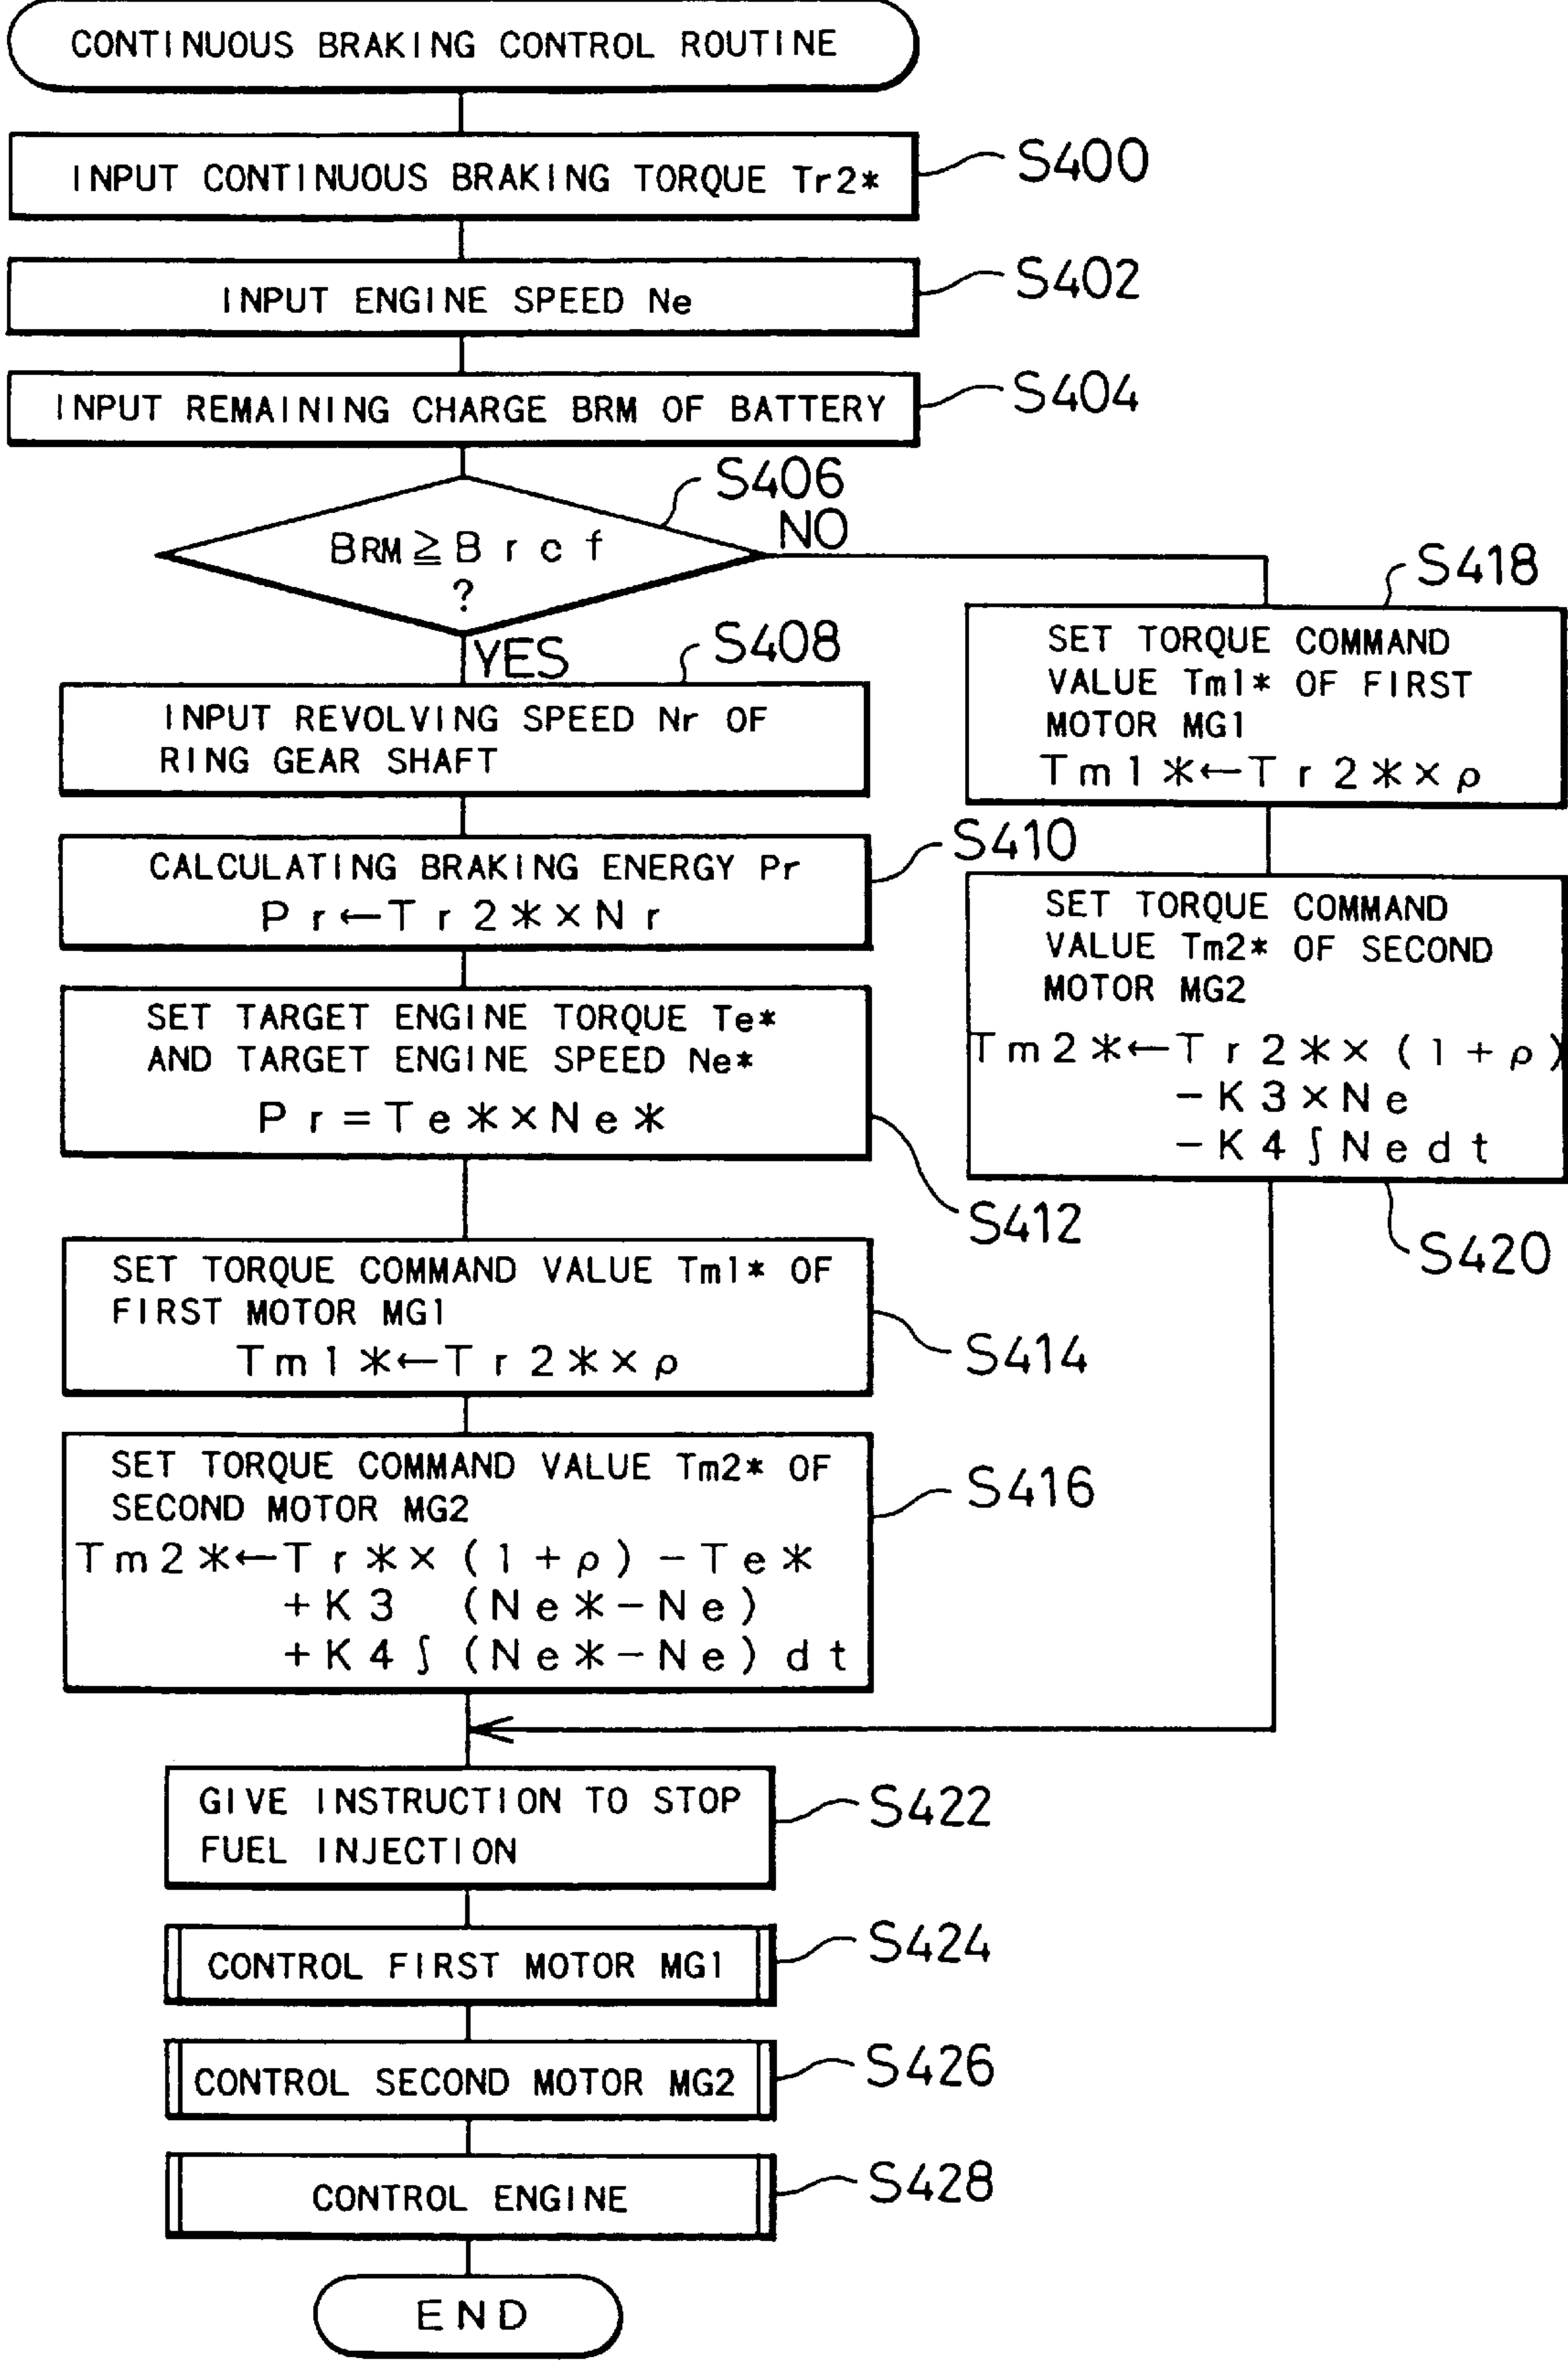 CONTINUOUS BRAKING CONTROL ROUTINE
INPUT CONTINUOUS BRAKING TORQUE Tr2*
S400
INPUT ENGINE SPEED Ne
S402
INPUT REMAINING CHARGE BRM OF BATTERY
S404
S406
BRM≧Brcf
?
NO
YES
S408
INPUT REVOLVING SPEED Nr OF
RING GEAR SHAFT
S410
CALCULATING BRAKING ENERGY Pr
Pr←Tr2*×Nr
SET TARGET ENGINE TORQUE Te*
AND TARGET ENGINE SPEED Ne*
Pr=Te*×Ne*
S412
SET TORQUE COMMAND VALUE Tm1* OF
FIRST MOTOR MG1
Tm1*←Tr2*×ρ
S414
SET TORQUE COMMAND VALUE Tm2* OF
SECOND MOTOR MG2
Tm2*←Tr*×(1+ρ)-Te*
+K3 (Ne*-Ne)
+K4∫(Ne*-Ne)dt
S416
S418
SET TORQUE COMMAND
VALUE Tm1* OF FIRST
MOTOR MG1
Tm1*←Tr2*×ρ
SET TORQUE COMMAND
VALUE Tm2* OF SECOND
MOTOR MG2
Tm2*←Tr2*×(1+ρ)
-K3×Ne
-K4∫Nedt
S420
GIVE INSTRUCTION TO STOP
FUEL INJECTION
S422
CONTROL FIRST MOTOR MG1
S424
CONTROL SECOND MOTOR MG2
S426
CONTROL ENGINE
S428
END